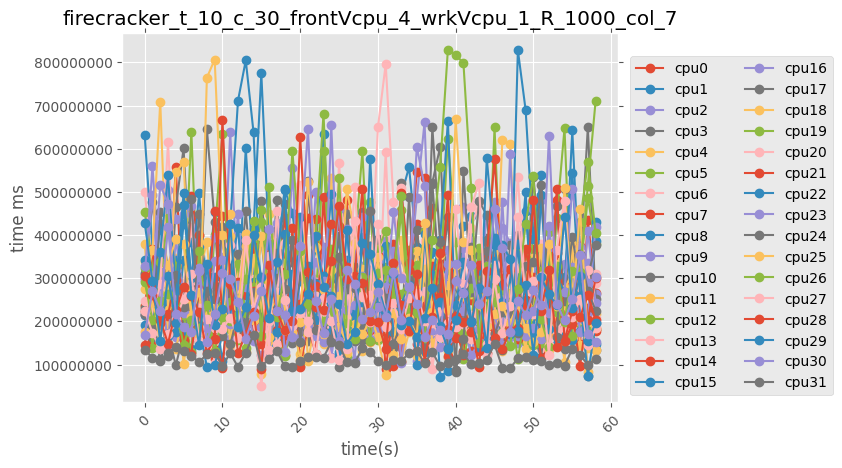 firecracker_t_10_c_30_frontVcpu_4_wrkVcpu_1_R_1000_col_7
time ms
800000000
700000000
600000000
500000000
400000000
300000000
200000000
100000000
0
10
20
30
40
50
60
time(s)
cpu0
cpu1
cpu2
cpu3
cpu4
cpu5
cpu6
cpu7
cpu8
cpu9
cpu10
cpu11
cpu12
cpu13
cpu14
cpu15
cpu16
cpu17
cpu18
cpu19
cpu20
cpu21
cpu22
cpu23
cpu24
cpu25
cpu26
cpu27
cpu28
cpu29
cpu30
cpu31